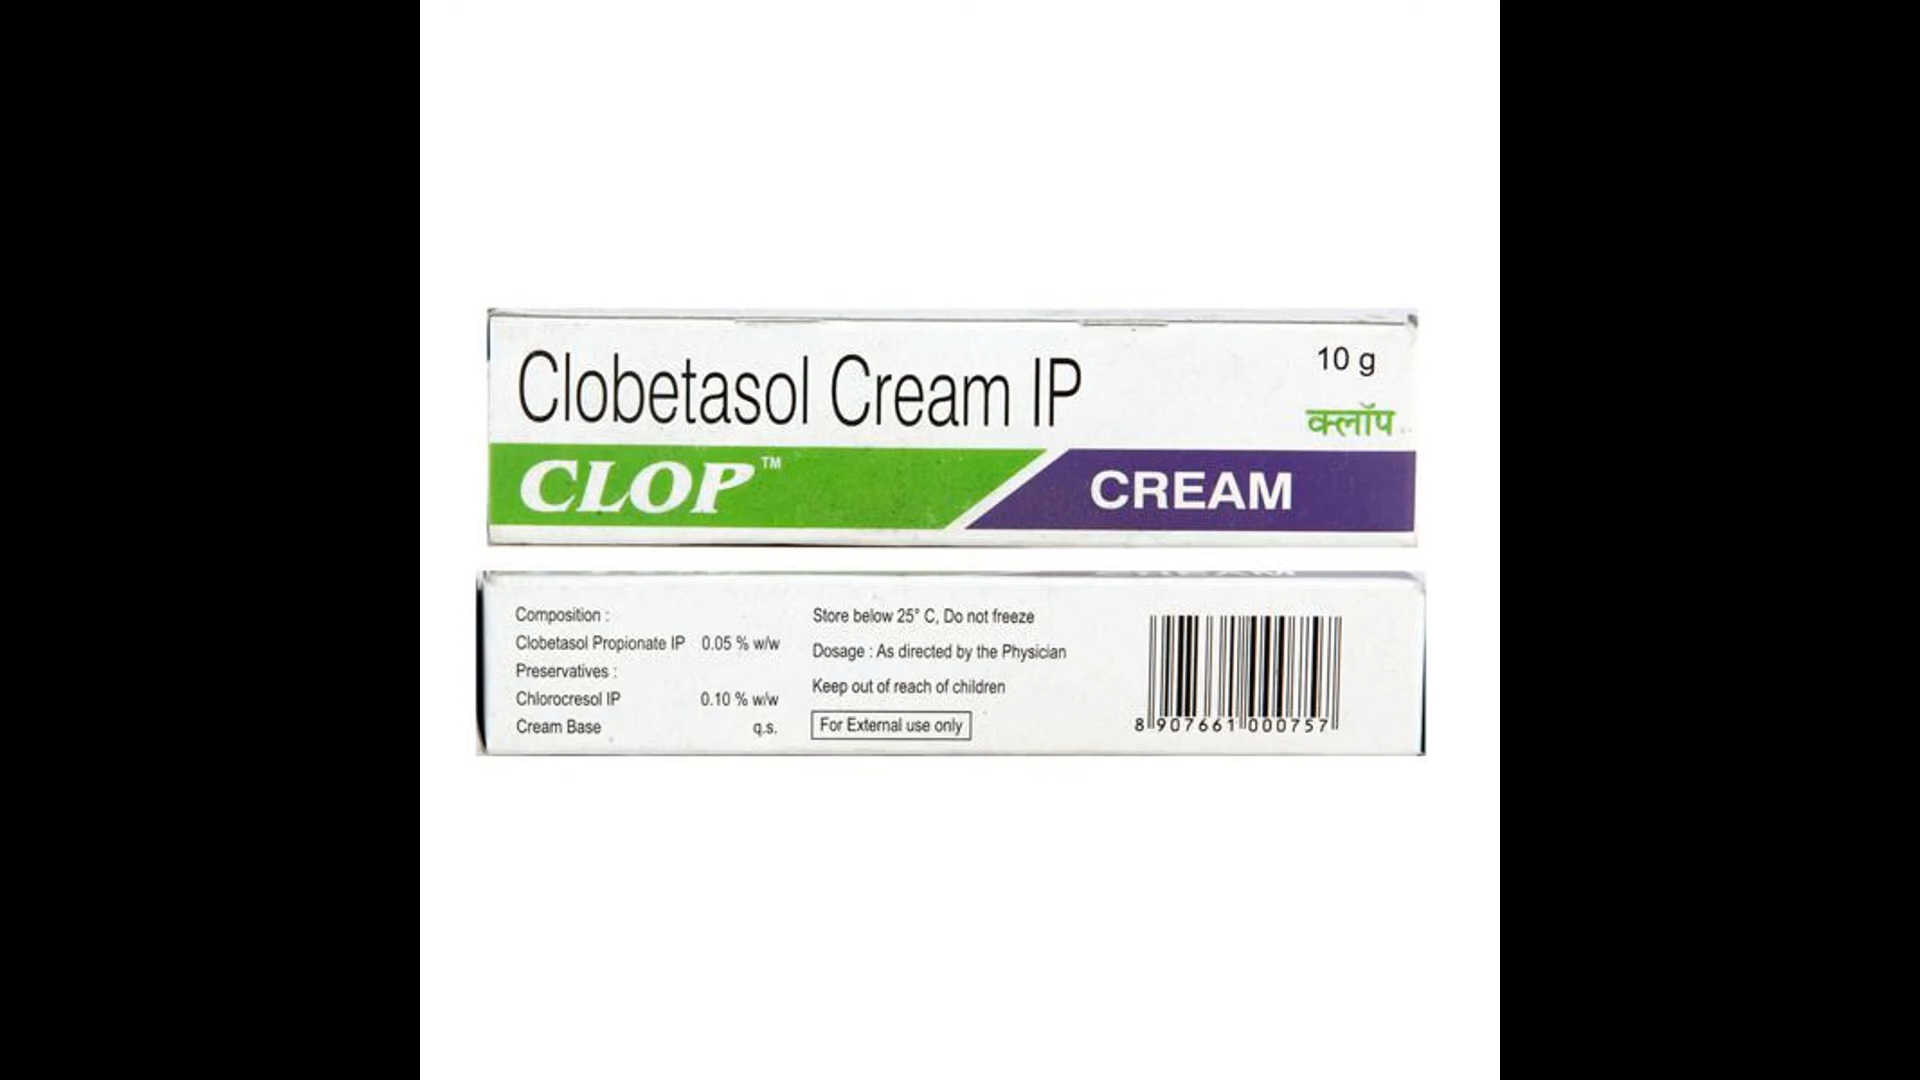 Clobetasol Cream IP
10 g
क्लॉप
CLOP™
CREAM
Composition :
Clobetasol Propionate IP 0.05 % w/w
Preservatives :
Chlorocresol IP 0.10 % w/w
Cream Base q.s.
Store below 25° C, Do not freeze
Dosage : As directed by the Physician
Keep out of reach of children
For External use only
8 907661 000757